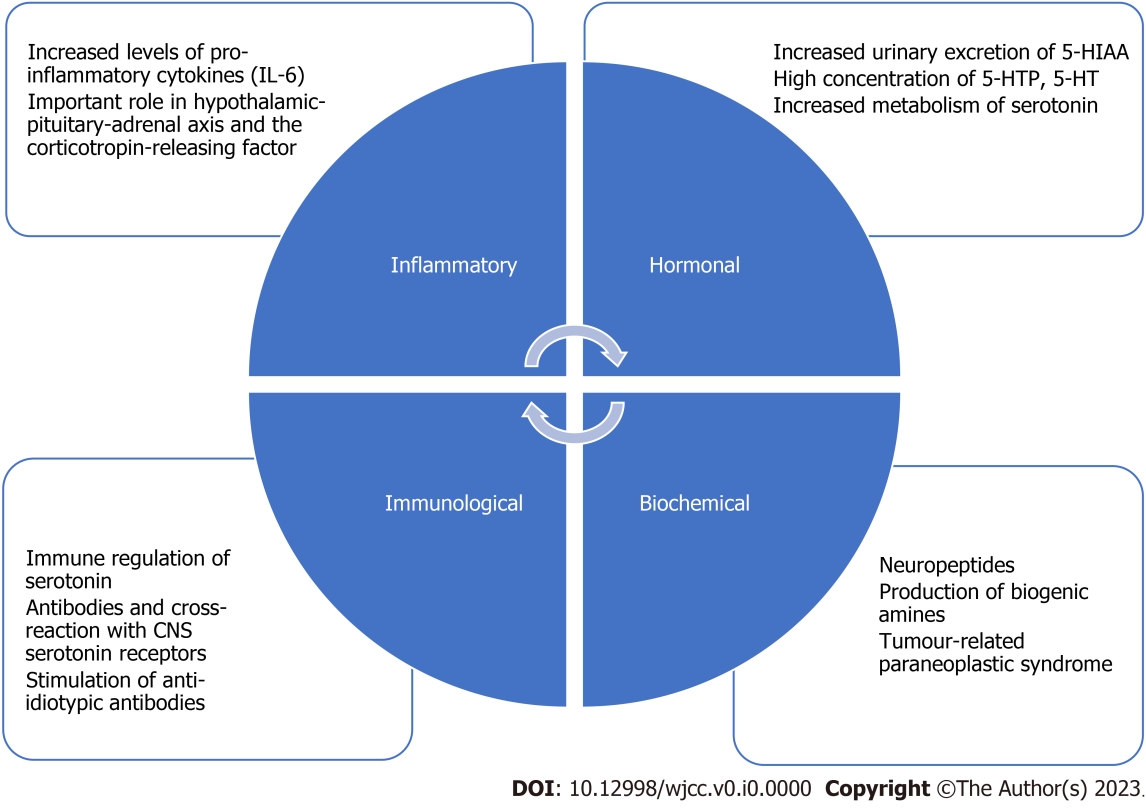 Increased levels of pro-
inflammatory cytokines (IL-6)
Important role in hypothalamic-
pituitary-adrenal axis and the
corticotropin-releasing factor
Increased urinary excretion of 5-HIAA
High concentration of 5-HTP, 5-HT
Increased metabolism of serotonin
Inflammatory
Hormonal
Immunological
Biochemical
Immune regulation of
serotonin
Antibodies and cross-
reaction with CNS
serotonin receptors
Stimulation of anti-
idiotypic antibodies
Neuropeptides
Production of biogenic
amines
Tumour-related
paraneoplastic syndrome
DOI: 10.12998/wjcc.v0.i0.0000 Copyright ©The Author(s) 2023.